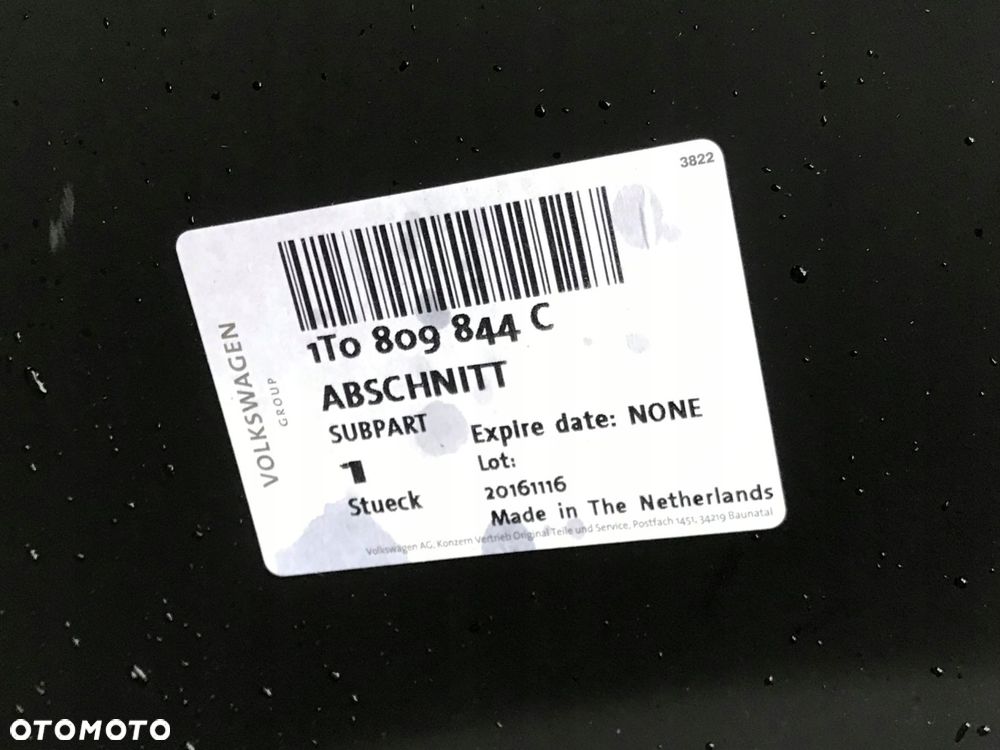 3822
1T0 809 844 C
ABSCHNITT
SUBPART
Expire date: NONE
1
Lot:
Stueck
20161116
Made in The Netherlands
Volkswagen AG, Konzern Vertrieb Original Teile und Service, Postfach 1451, 34219 Baunatal
VOLKSWAGEN
GROUP
OTOMOTO